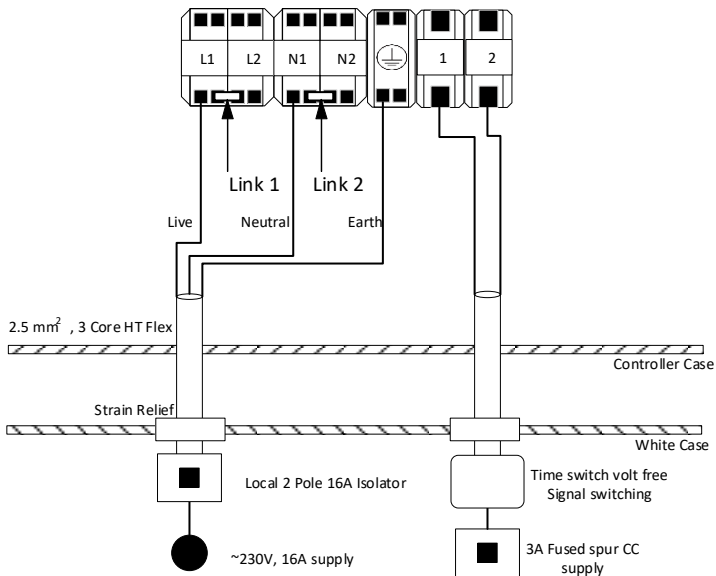 L1 L2 N1 N2 1 2
Link 1 Link 2
Live Neutral Earth
2.5 mm², 3 Core HT Flex
Controller Case
Strain Relief
White Case
Local 2 Pole 16A Isolator
Time switch volt free
Signal switching
~230V, 16A supply
3A Fused spur CC
supply